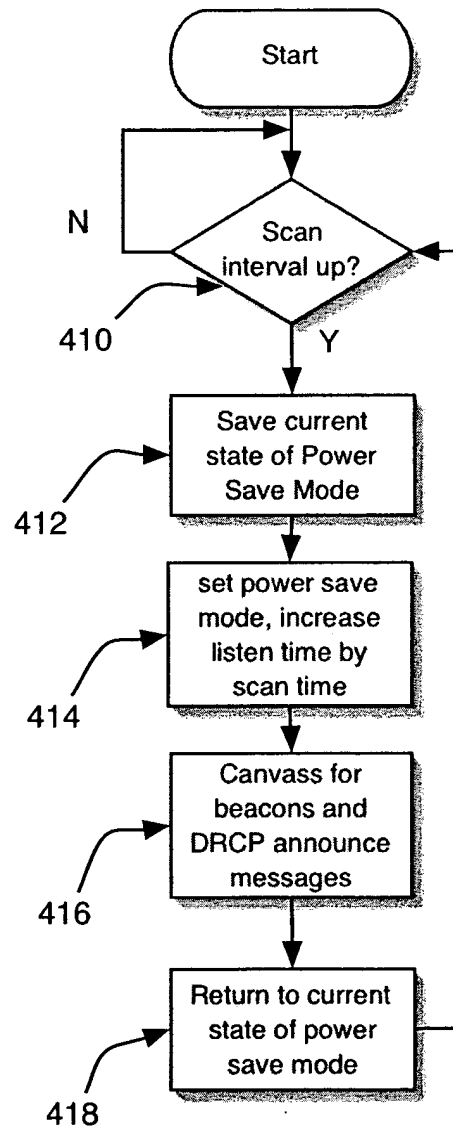 Start
N
Scan
interval up?
410
Y
Save current
state of Power
Save Mode
412
set power save
mode, increase
listen time by
scan time
414
Canvass for
beacons and
DRCP announce
messages
416
Return to current
state of power
save mode
418